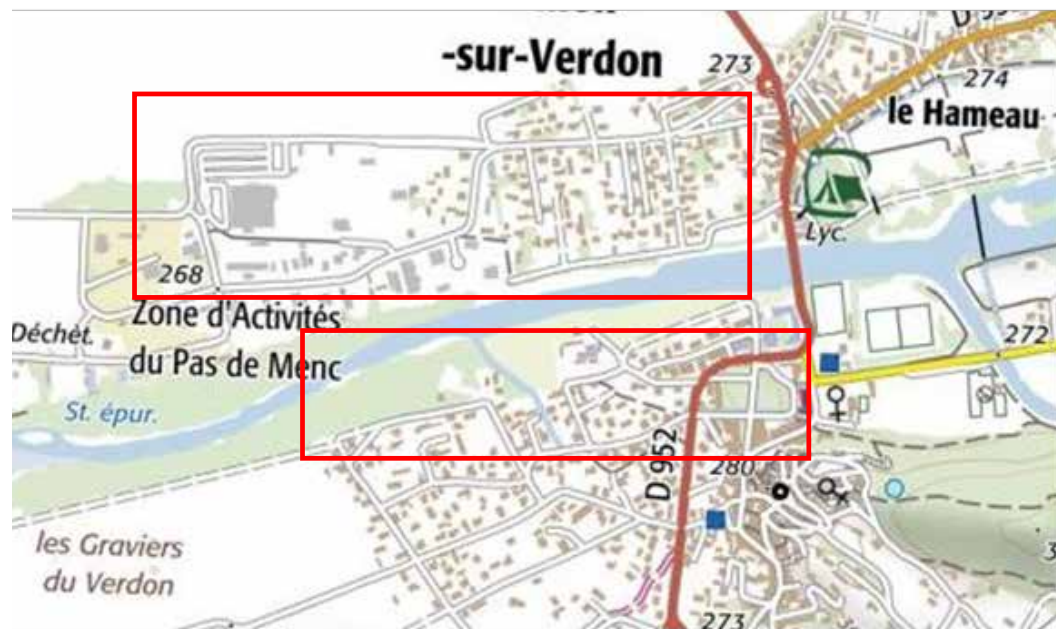 -sur-Verdon
273
274
le Hameau
Lyc.
268
Zone d'Activités
du Pas de Menc
Déchèt.
272
St. épur.
D 952
280
les Graviers
du Verdon
273